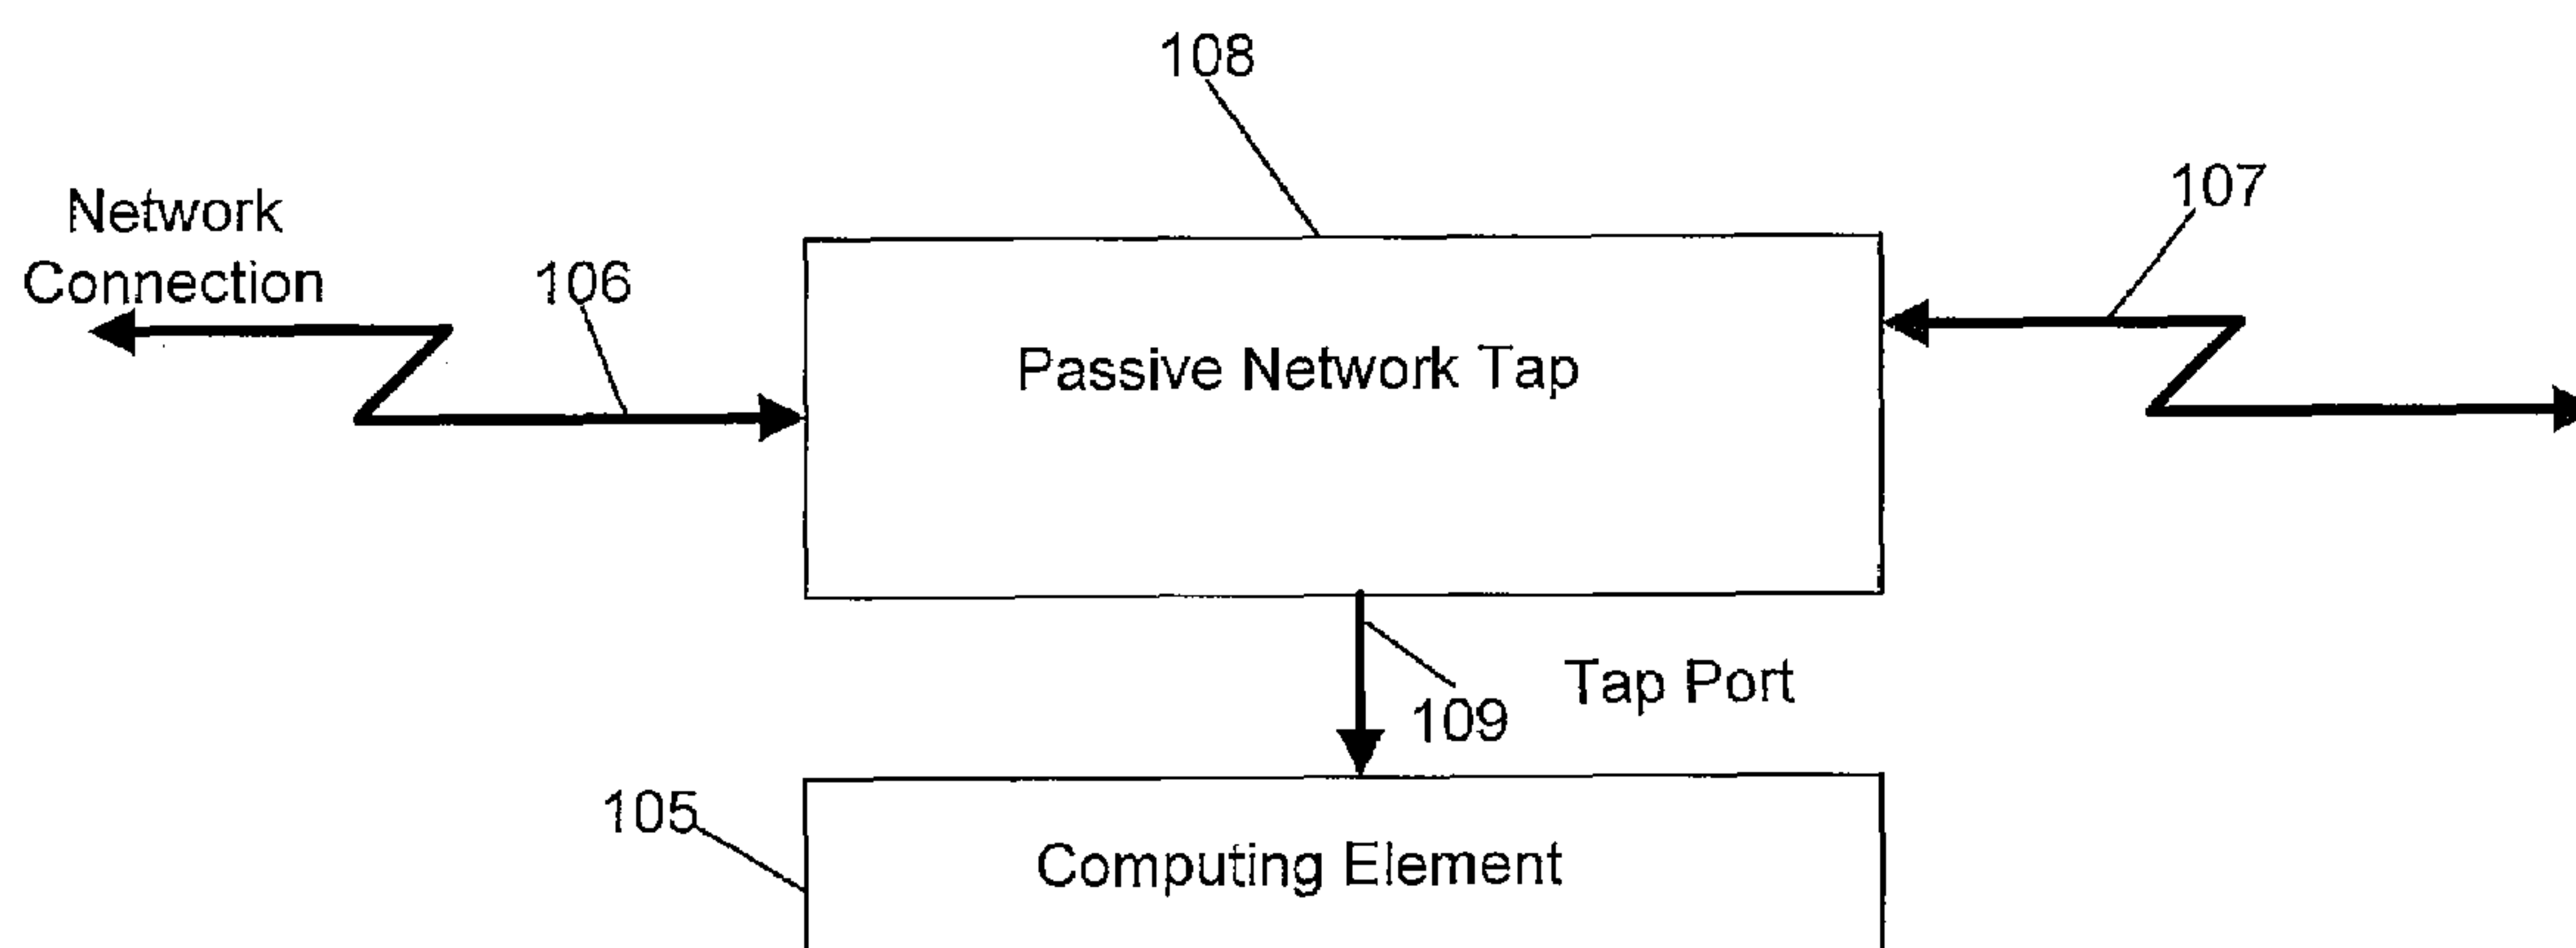 108
107
Network
Connection
106
Passive Network Tap
Tap Port
109
105
Computing Element